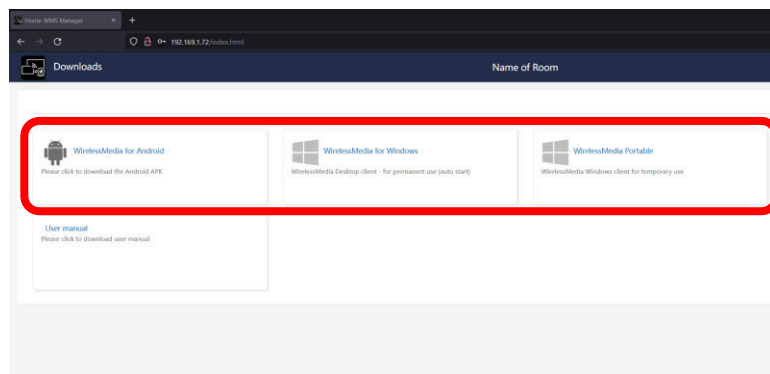 Home-WMS Manager
192.169.1.72/index.html
Downloads
Name of Room
WirelessMedia for Android
Please click to download the Android APK
WirelessMedia for Windows
WirelessMedia Desktop client - for permanent use (auto start)
WirelessMedia Portable
WirelessMedia Windows client for temporary use
User manual
Please click to download user manual